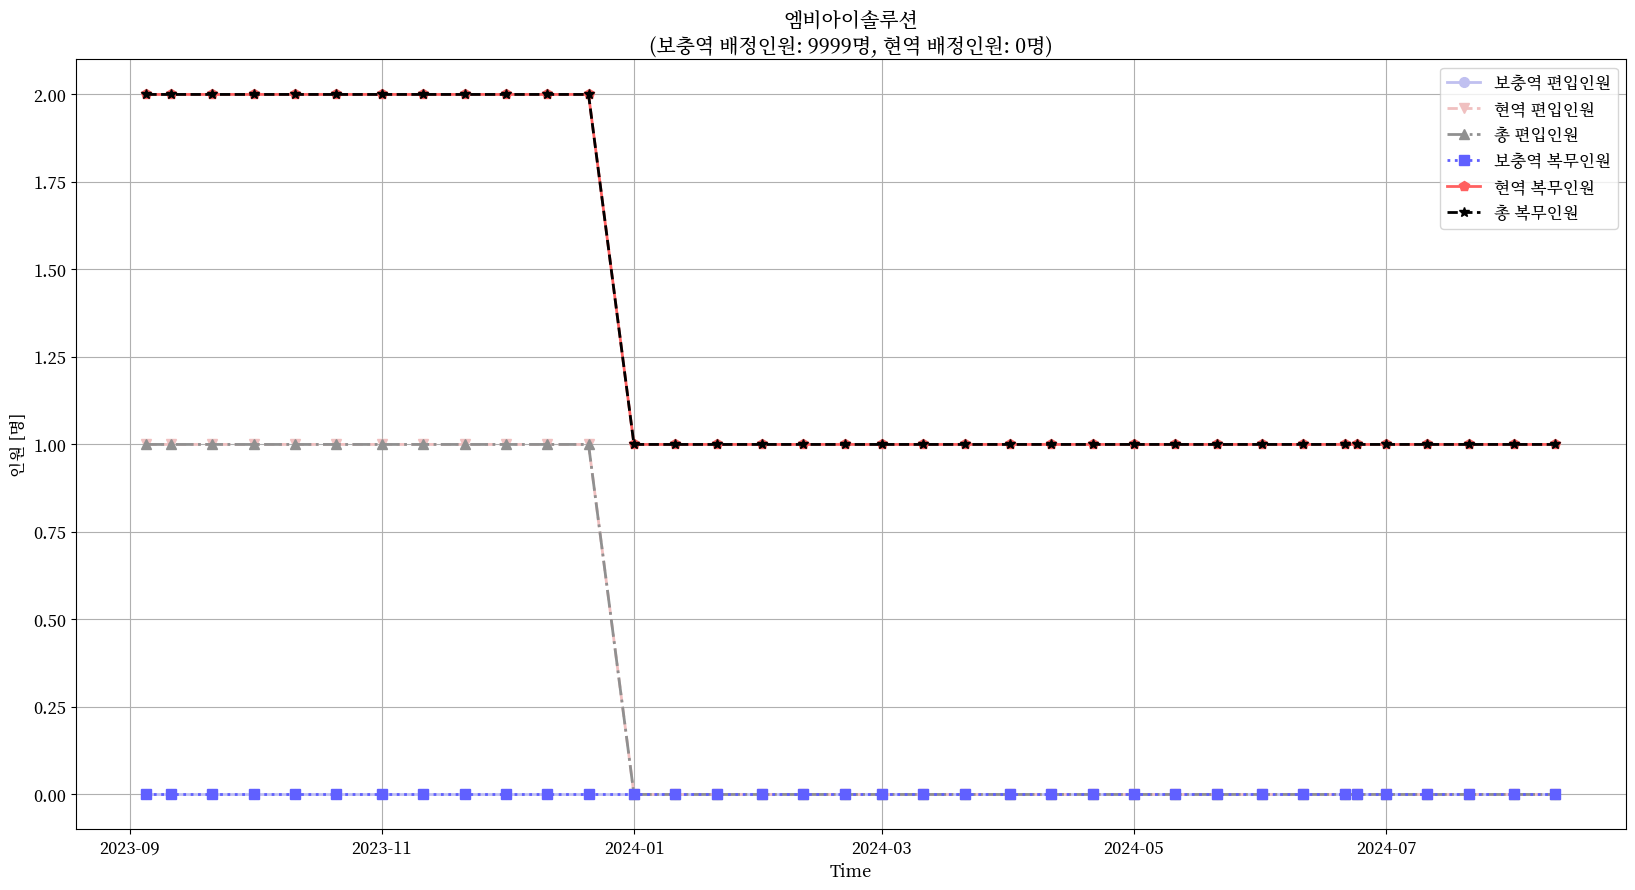 엠비아이솔루션
(보충역 배정인원: 9999명, 현역 배정인원: 0명)
보충역 편입인원
현역 편입인원
총 편입인원
보충역 복무인원
현역 복무인원
총 복무인원
2.00
1.75
1.50
1.25
1.00
0.75
0.50
0.25
0.00
인원 [명]
2023-09
2023-11
2024-01
2024-03
2024-05
2024-07
Time